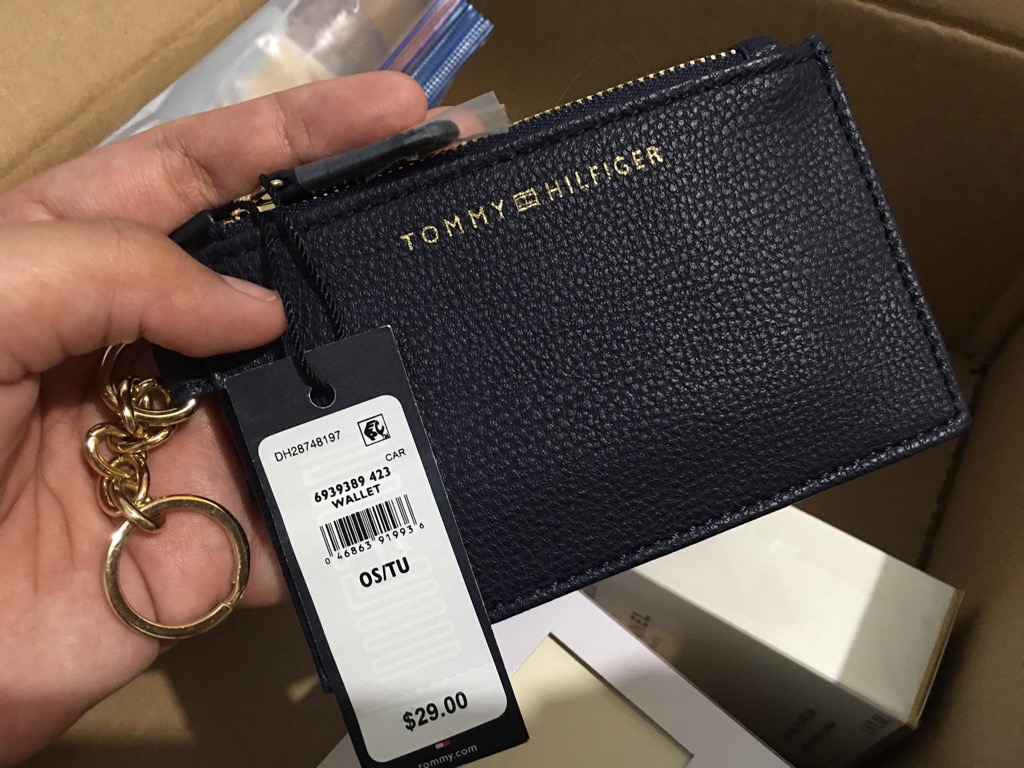 TOMMY HILFIGER
DH28748197
CAR
6939389 423
WALLET
0 46863 91993 6
OS/TU
$29.00
tommy.com